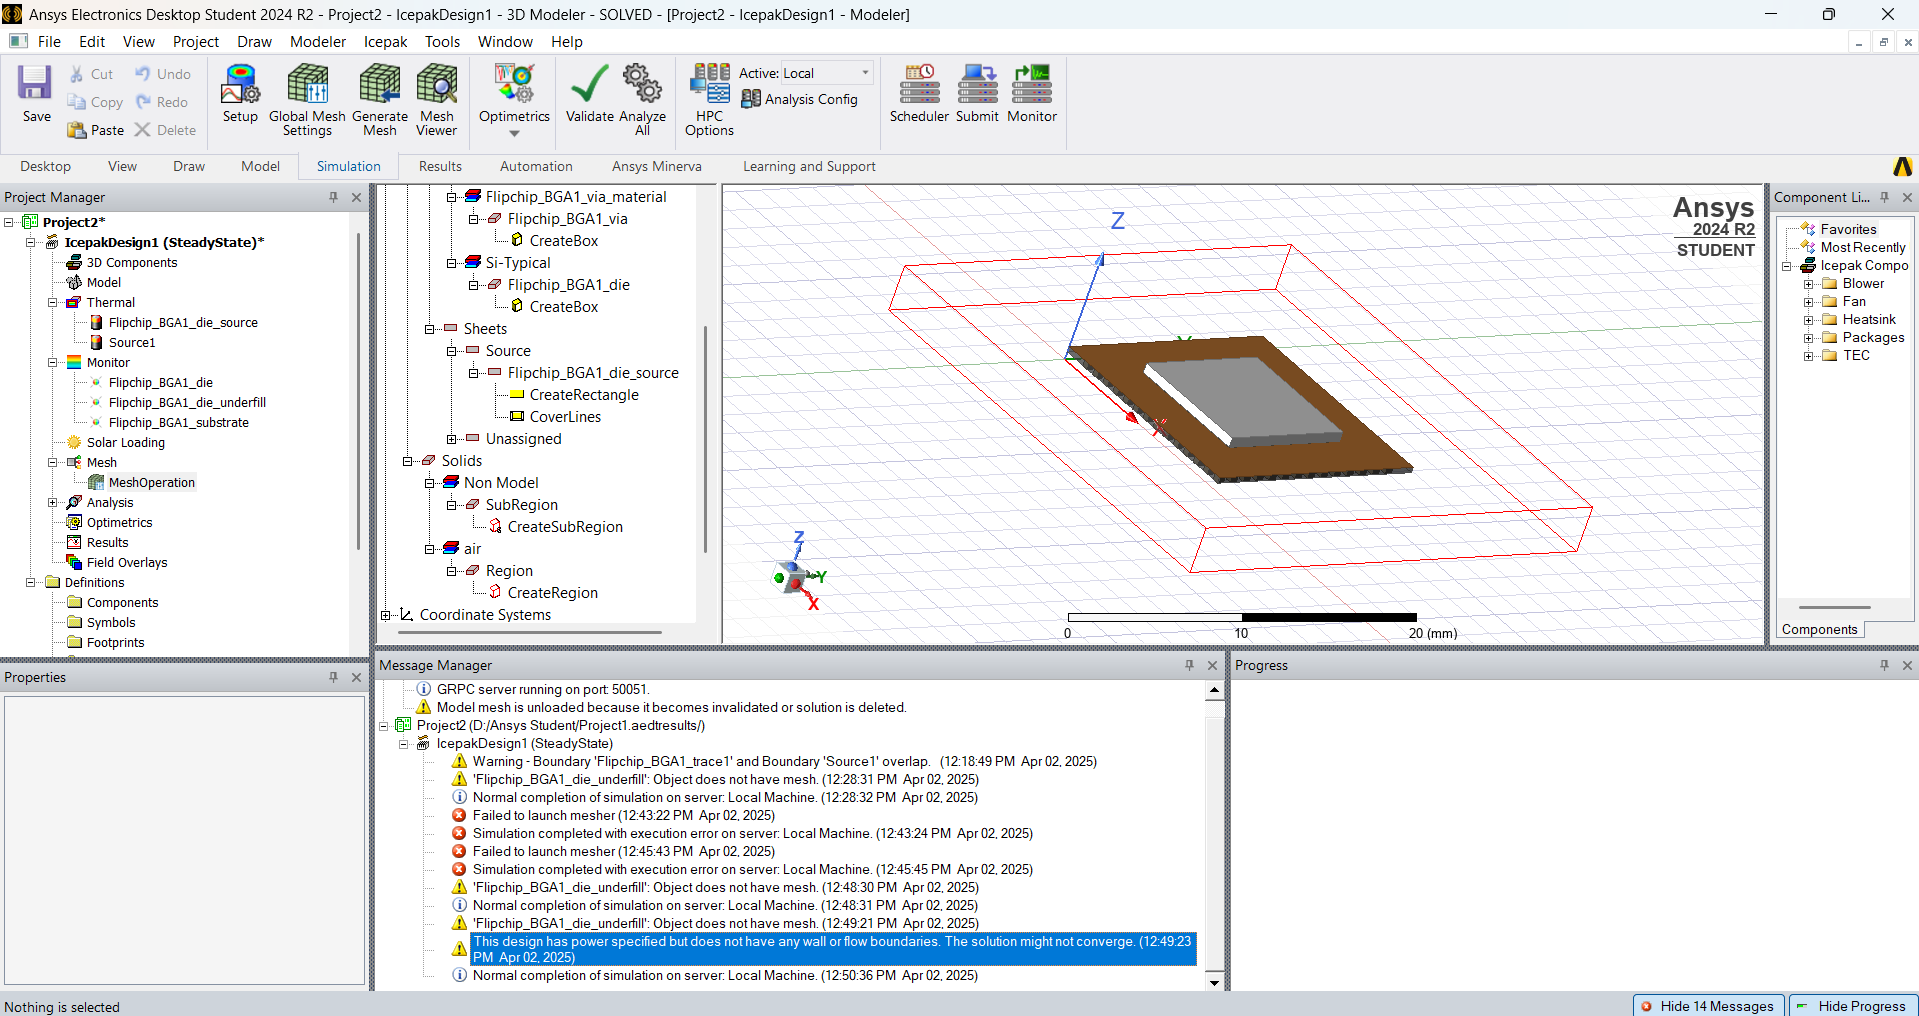 Ansys Electronics Desktop Student 2024 R2 - Project2 - IcepakDesign1 - 3D Modeler - SOLVED - [Project2 - IcepakDesign1 - Modeler]
File Edit View Project Draw Modeler Icepak Tools Window Help
Save
Cut
Copy
Paste
Undo
Redo
Delete
Setup
Global Mesh Settings
Generate Mesh
Mesh Viewer
Optimetrics
Validate
Analyze All
HPC Options
Active: Local
Analysis Config
Scheduler
Submit
Monitor
Desktop View Draw Model Simulation Results Automation Ansys Minerva Learning and Support
Project Manager
Project2*
IcepakDesign1 (SteadyState)*
3D Components
Model
Thermal
Flipchip_BGA1_die_source
Source1
Monitor
Flipchip_BGA1_die
Flipchip_BGA1_die_underfill
Flipchip_BGA1_substrate
Solar Loading
Mesh
MeshOperation
Analysis
Optimetrics
Results
Field Overlays
Definitions
Components
Symbols
Footprints
Properties
Flipchip_BGA1_via_material
Flipchip_BGA1_via
CreateBox
Si-Typical
Flipchip_BGA1_die
CreateBox
Sheets
Source
Flipchip_BGA1_die_source
CreateRectangle
CoverLines
Unassigned
Solids
Non Model
SubRegion
CreateSubRegion
air
Region
CreateRegion
Coordinate Systems
Z
Y
X
Ansys
2024 R2
STUDENT
Z
Y
X
0 10 20 (mm)
Component Li...
Favorites
Most Recently
Icepak Compo
Blower
Fan
Heatsink
Packages
TEC
Components
Message Manager
GRPC server running on port 50051.
Model mesh is unloaded because it becomes invalidated or solution is deleted.
Project2 (D:/Ansys Student/Project1.aedtresults/)
IcepakDesign1 (SteadyState)
Warning - Boundary 'Flipchip_BGA1_trace1' and Boundary 'Source1' overlap. (12:18:49 PM Apr 02, 2025)
'Flipchip_BGA1_die_underfill': Object does not have mesh. (12:28:31 PM Apr 02, 2025)
Normal completion of simulation on server: Local Machine. (12:28:32 PM Apr 02, 2025)
Failed to launch mesher (12:43:22 PM Apr 02, 2025)
Simulation completed with execution error on server: Local Machine. (12:43:24 PM Apr 02, 2025)
Failed to launch mesher (12:45:43 PM Apr 02, 2025)
Simulation completed with execution error on server: Local Machine. (12:45:45 PM Apr 02, 2025)
'Flipchip_BGA1_die_underfill': Object does not have mesh. (12:48:30 PM Apr 02, 2025)
Normal completion of simulation on server: Local Machine. (12:48:31 PM Apr 02, 2025)
'Flipchip_BGA1_die_underfill': Object does not have mesh. (12:49:21 PM Apr 02, 2025)
This design has power specified but does not have any wall or flow boundaries. The solution might not converge. (12:49:23
PM Apr 02, 2025)
Normal completion of simulation on server: Local Machine. (12:50:36 PM Apr 02, 2025)
Progress
Nothing is selected
Hide 14 Messages
Hide Progress